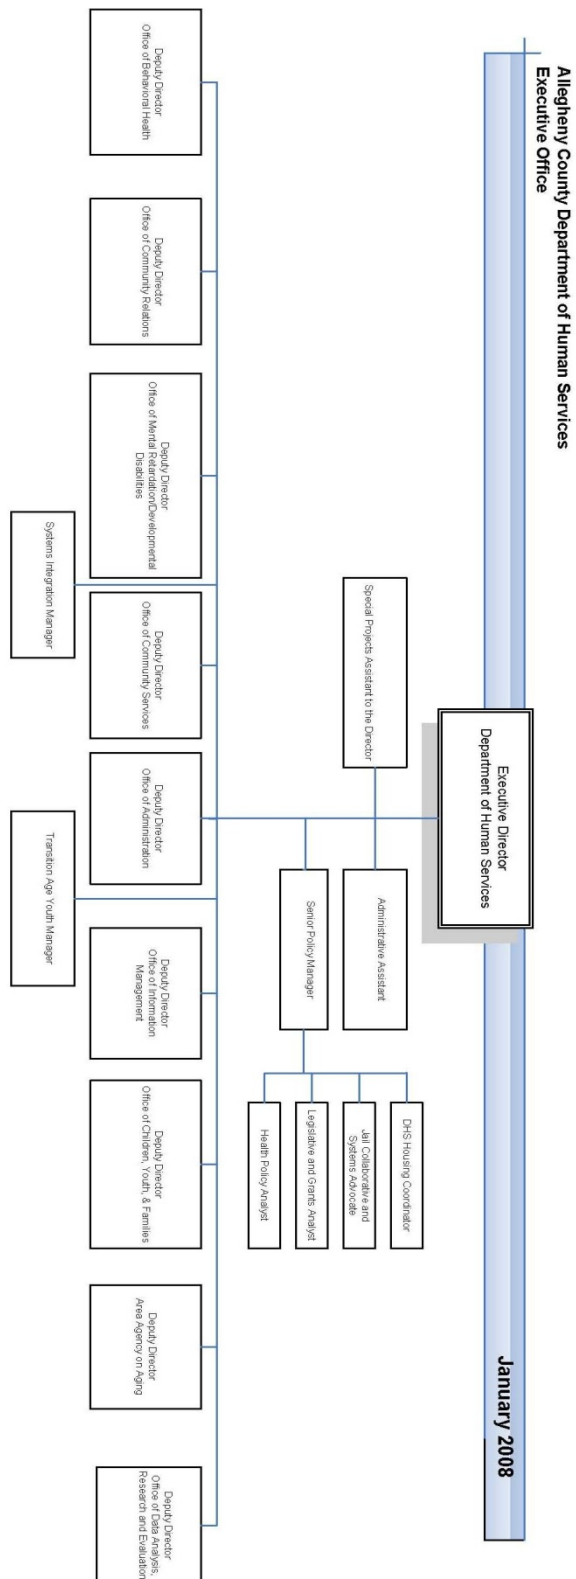 Allegheny County Department of Human Services
Executive Office
January 2008
Executive Director
Department of Human Services
Special Projects Assistant to the Director
Administrative Assistant
Senior Policy Manager
DHS Housing Coordinator
Jail Collaborative and
Systems Advocate
Legislative and Grants Analyst
Health Policy Analyst
Deputy Director
Office of Behavioral Health
Deputy Director
Office of Community Relations
Deputy Director
Office of Mental Retardation/Developmental
Disabilities
Deputy Director
Office of Community Services
Deputy Director
Office of Administration
Deputy Director
Office of Information
Management
Deputy Director
Office of Children, Youth, & Families
Deputy Director
Area Agency on Aging
Deputy Director
Office of Data Analysis,
Research and Evaluation
Systems Integration Manager
Transition Age Youth Manager